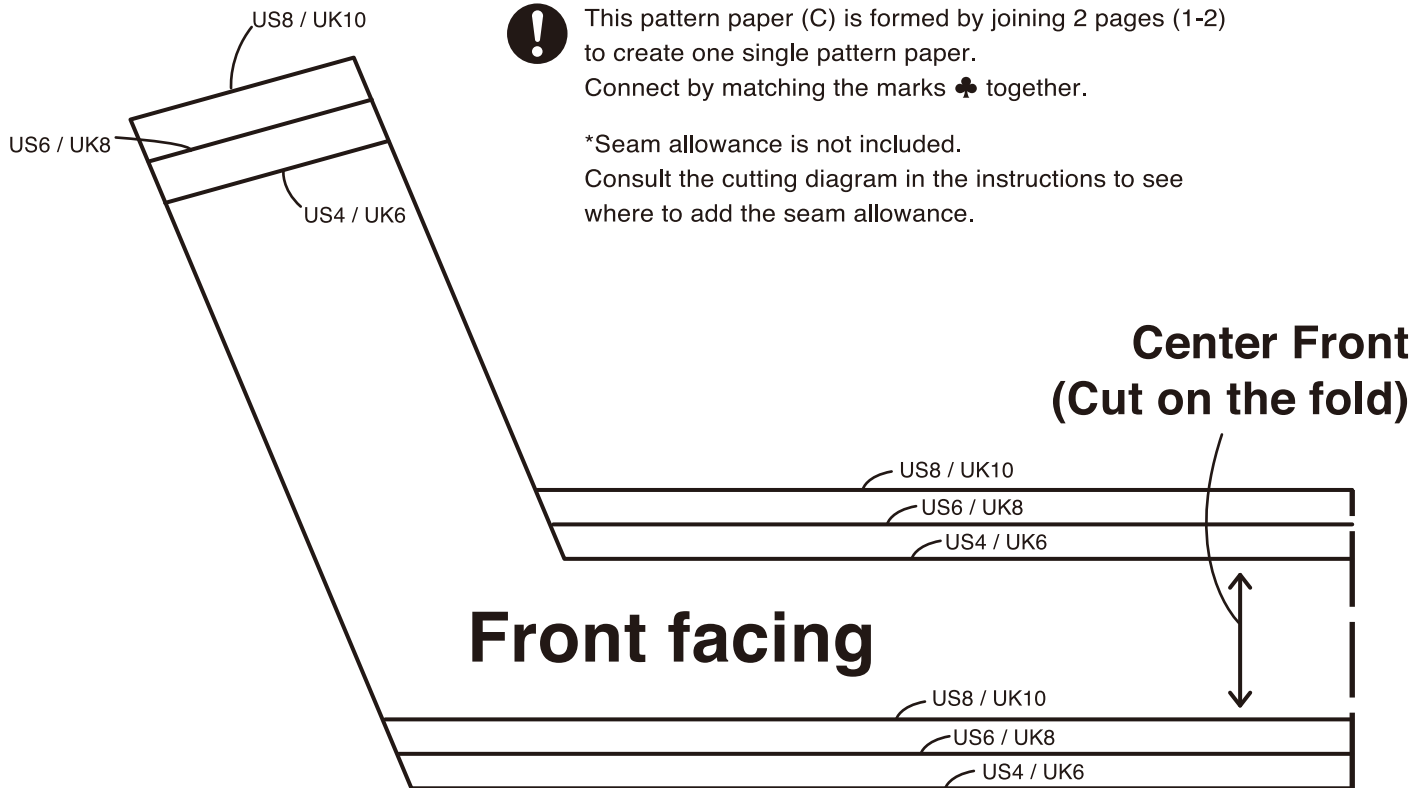 US8 / UK10
This pattern paper (C) is formed by joining 2 pages (1-2)
to create one single pattern paper.
Connect by matching the marks ♣ together.
US6 / UK8
*Seam allowance is not included.
Consult the cutting diagram in the instructions to see
where to add the seam allowance.
US4 / UK6
Center Front
(Cut on the fold)
US8 / UK10
US6 / UK8
US4 / UK6
Front facing
US8 / UK10
US6 / UK8
US4 / UK6